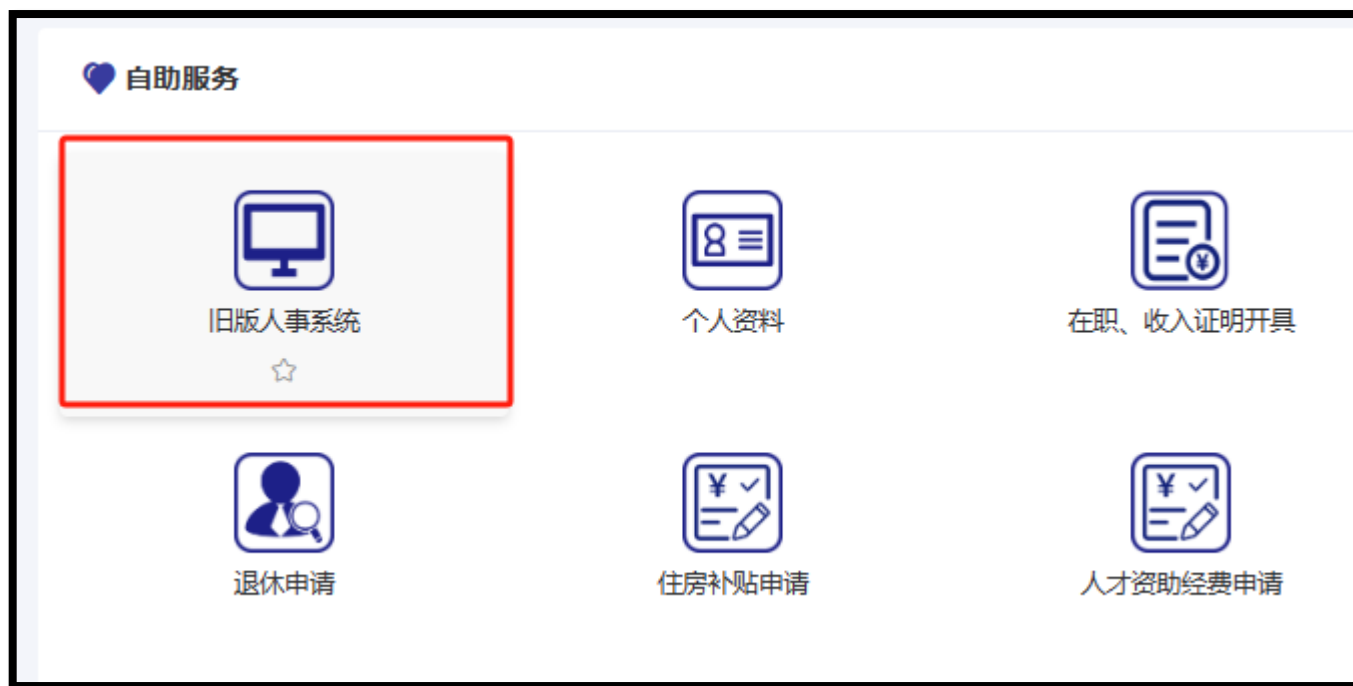 自助服务
旧版人事系统
个人资料
在职、收入证明开具
退休申请
住房补贴申请
人才资助经费申请